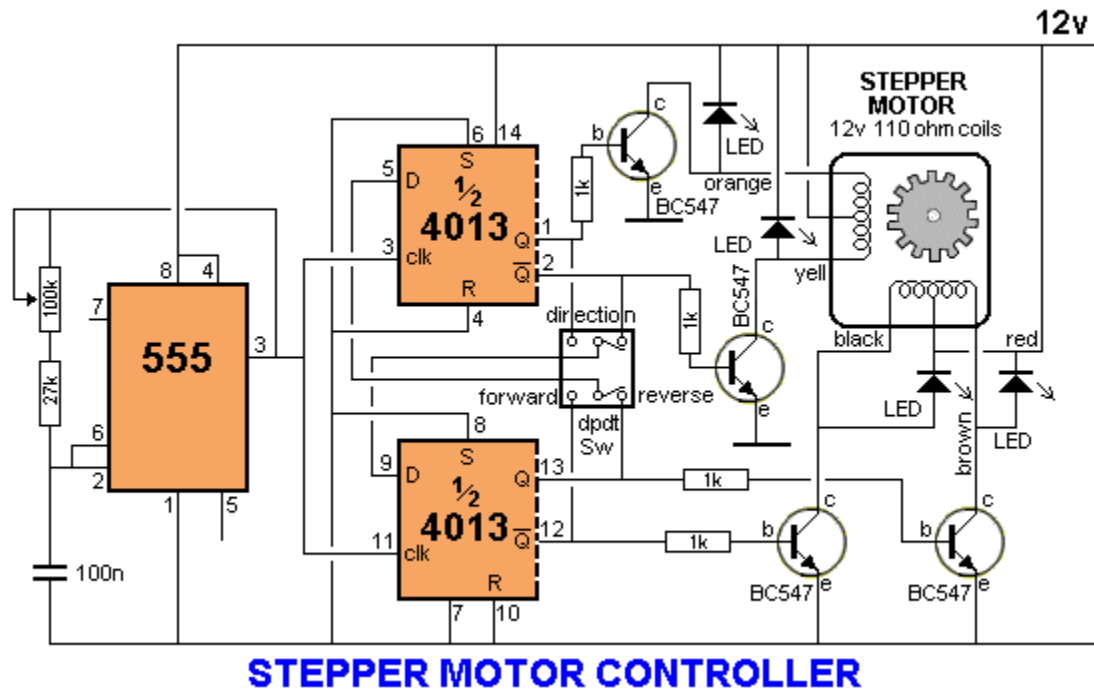 12v
STEPPER
MOTOR
12v 110 ohm coils
6 14
S
5 D
½
4013
3 clk
Q 1
Q̅ 2
R
4
1k
b
c
e
BC547
LED
orange
LED
yell
BC547
1k
b
c
e
8 4
7
100k
555
3
27k
6
2
1
5
100n
direction
forward
reverse
dpdt
Sw
8
S
9 D
½
4013
11 clk
Q 13
Q̅ 12
R
7
10
1k
1k
black
red
LED
brown
LED
b
c
e
BC547
b
c
e
BC547
STEPPER MOTOR CONTROLLER